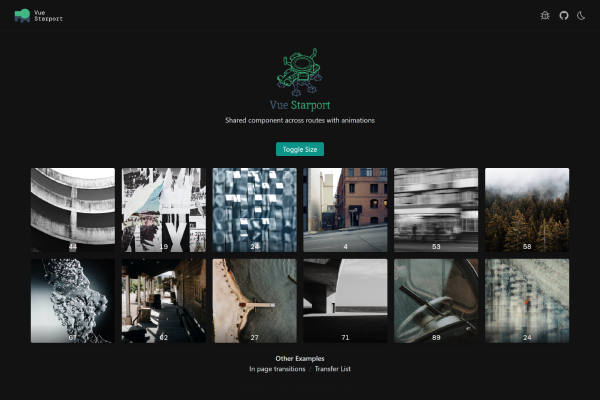 Vue
Starport
Vue Starport
Shared component across routes with animations
Toggle Size
44
19
24
4
53
58
67
62
27
71
89
24
Other Examples
In page transitions / Transfer List